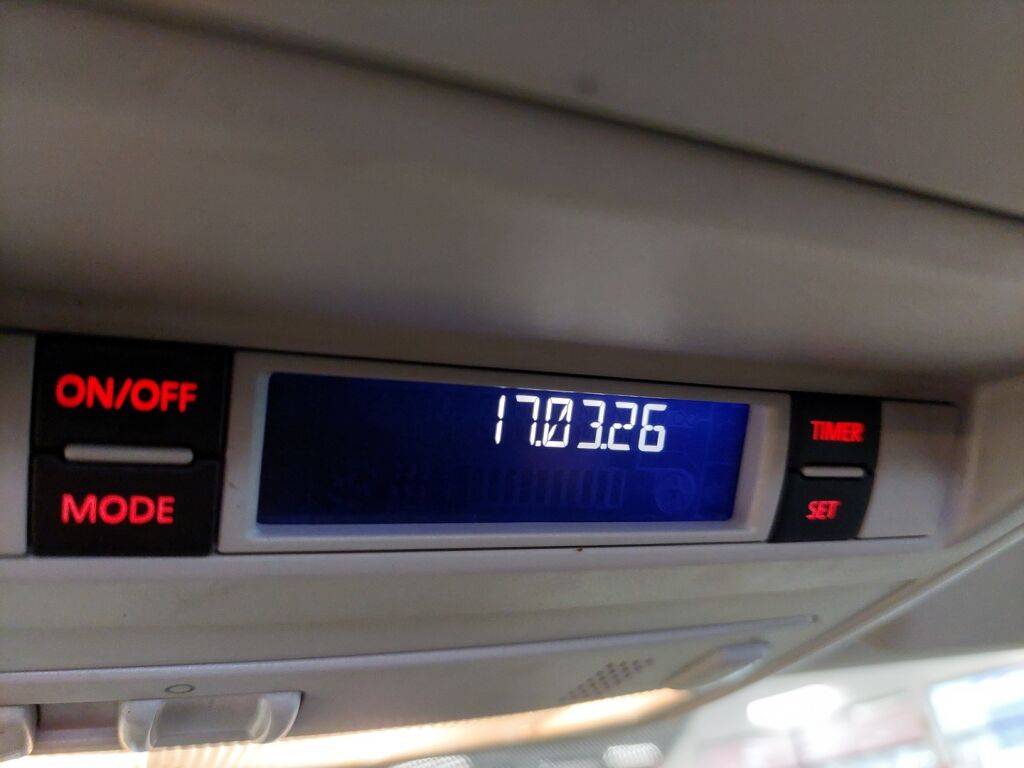 ON/OFF
MODE
17.03.26
TIMER
SET